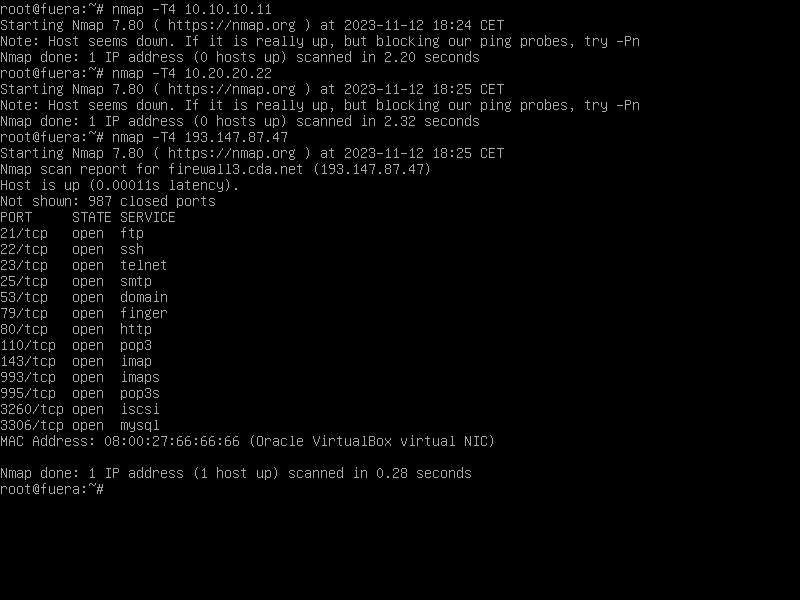 root@fuera:~# nmap -T4 10.10.10.11
Starting Nmap 7.80 ( https://nmap.org ) at 2023-11-12 18:24 CET
Note: Host seems down. If it is really up, but blocking our ping probes, try -Pn
Nmap done: 1 IP address (0 hosts up) scanned in 2.20 seconds
root@fuera:~# nmap -T4 10.20.20.22
Starting Nmap 7.80 ( https://nmap.org ) at 2023-11-12 18:25 CET
Note: Host seems down. If it is really up, but blocking our ping probes, try -Pn
Nmap done: 1 IP address (0 hosts up) scanned in 2.32 seconds
root@fuera:~# nmap -T4 193.147.87.47
Starting Nmap 7.80 ( https://nmap.org ) at 2023-11-12 18:25 CET
Nmap scan report for firewall3.cda.net (193.147.87.47)
Host is up (0.00011s latency).
Not shown: 987 closed ports
PORT     STATE SERVICE
21/tcp   open  ftp
22/tcp   open  ssh
23/tcp   open  telnet
25/tcp   open  smtp
53/tcp   open  domain
79/tcp   open  finger
80/tcp   open  http
110/tcp  open  pop3
143/tcp  open  imap
993/tcp  open  imaps
995/tcp  open  pop3s
3260/tcp open  iscsi
3306/tcp open  mysql
MAC Address: 08:00:27:66:66:66 (Oracle VirtualBox virtual NIC)
Nmap done: 1 IP address (1 host up) scanned in 0.28 seconds
root@fuera:~#